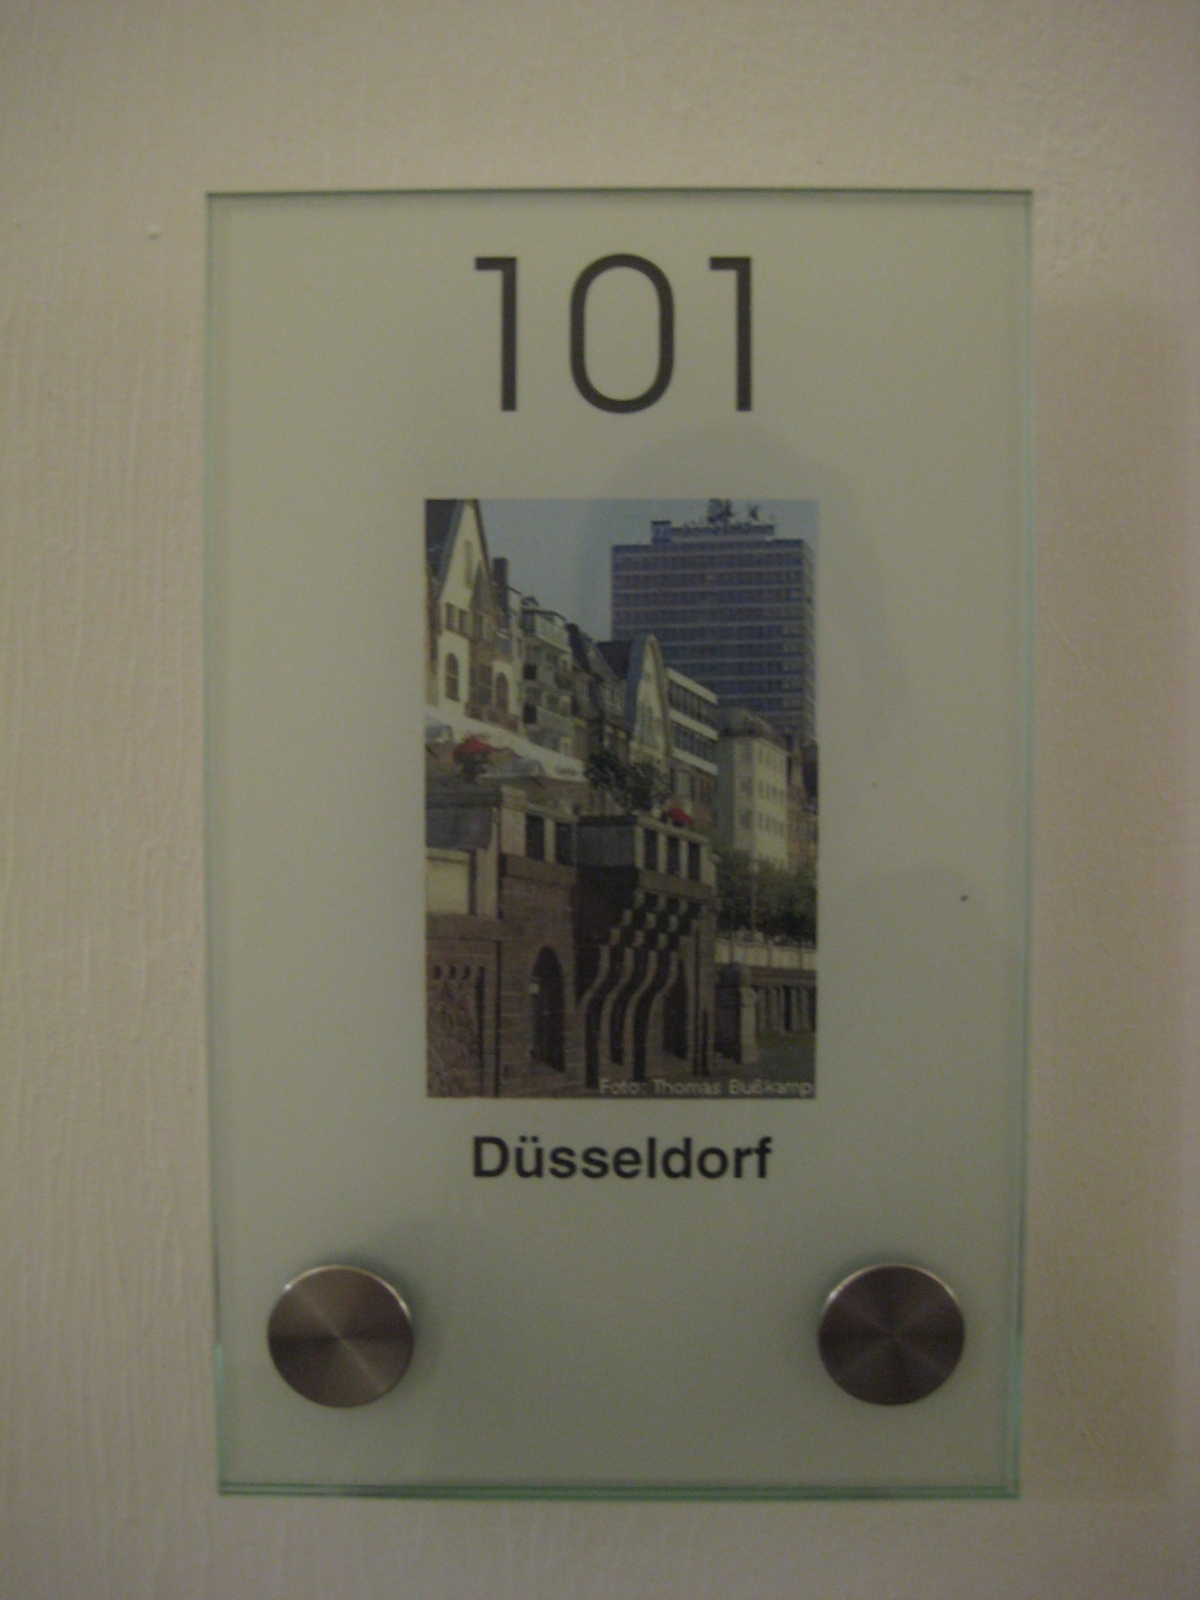 101
Foto: Thomas Bußkamp
Düsseldorf